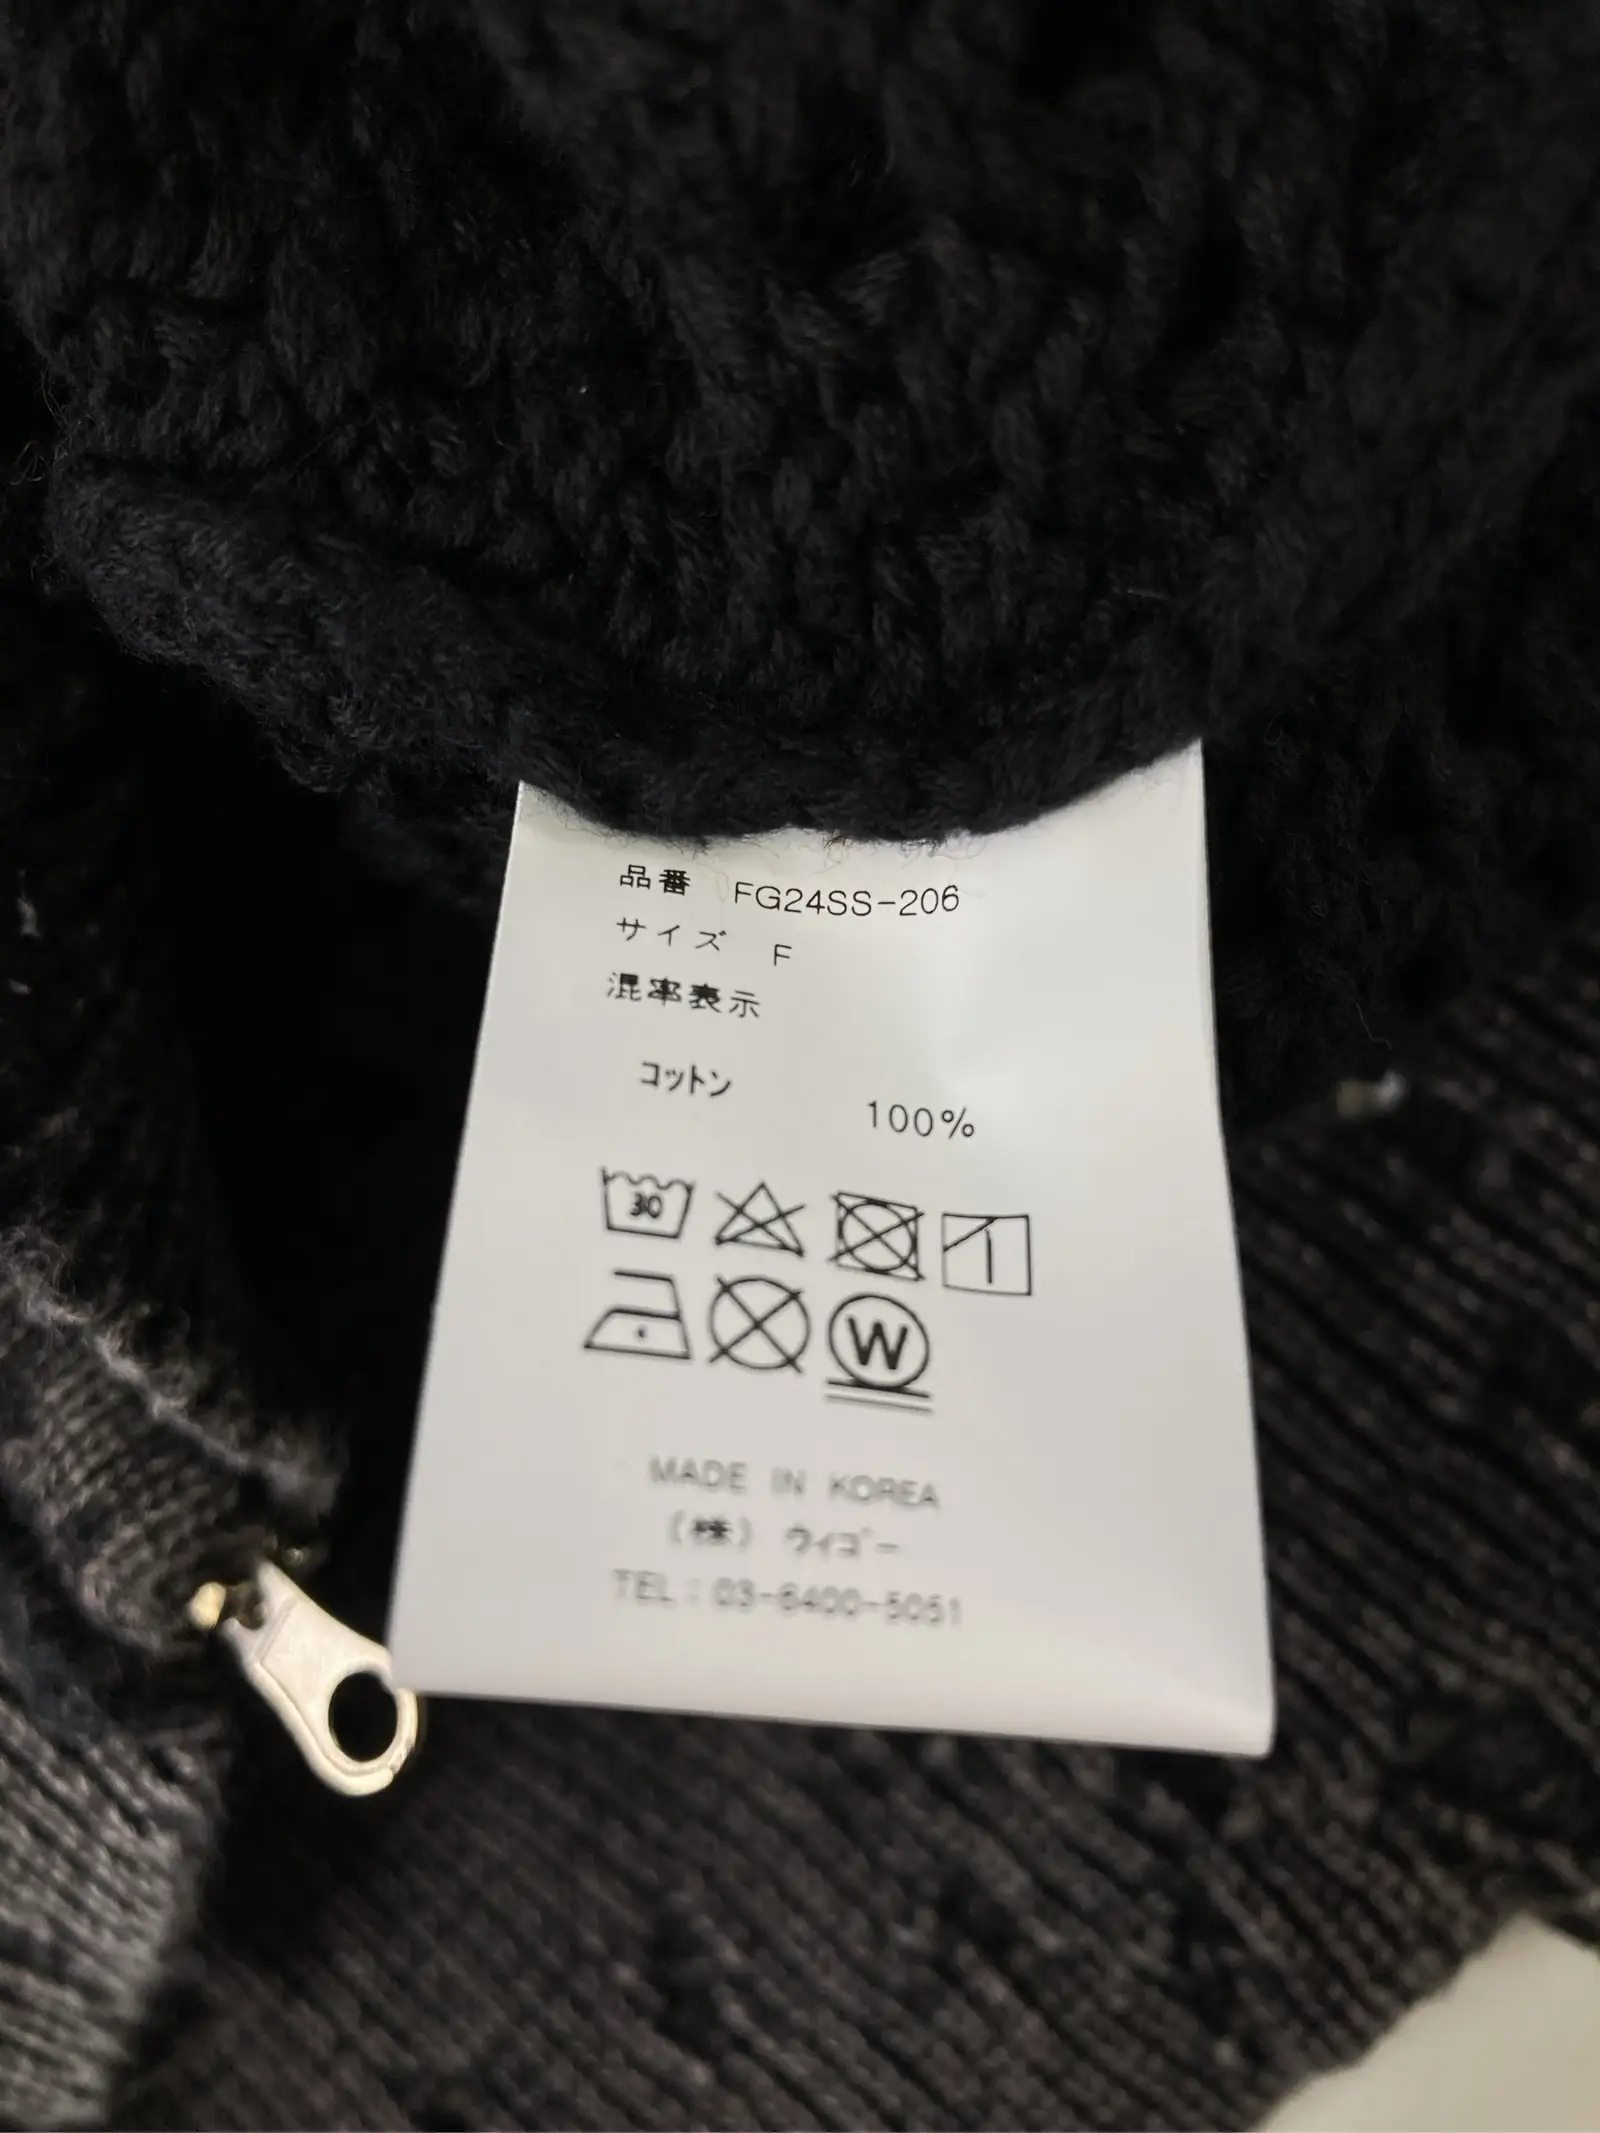 品番 FG24SS-206
サイズ F
混率表示
コットン 100%
30
W
MADE IN KOREA
(株) ウィゴー
TEL:03-6400-5051